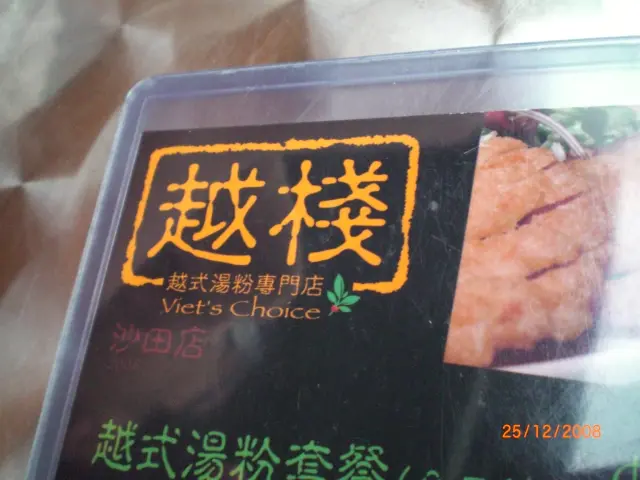 越棧
越式湯粉專門店
Viet's Choice
沙田店
越式湯粉套餐
25/12/2008